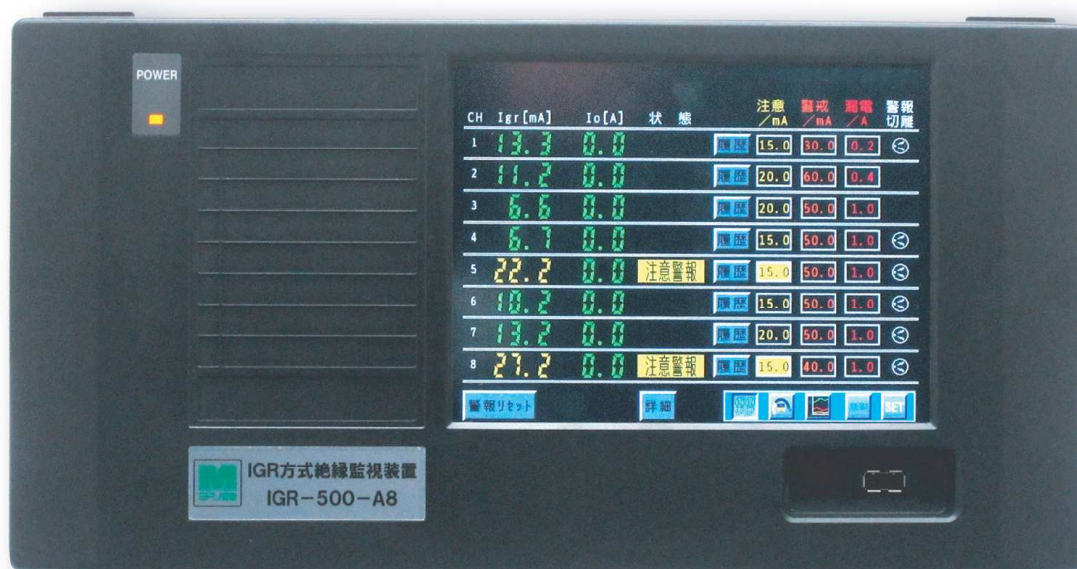 POWER
注意 警戒 漏電 警報
CH Igr[mA] Io[A] 状 態 /mA /mA /A 切離
1 13.3 0.0 履歴 15.0 30.0 0.2
2 11.2 0.0 履歴 20.0 60.0 0.4
3 6.6 0.0 履歴 20.0 50.0 1.0
4 6.7 0.0 履歴 15.0 50.0 1.0
5 22.2 0.0 注意警報 履歴 15.0 50.0 1.0
6 10.2 0.0 履歴 15.0 50.0 1.0
7 13.2 0.0 履歴 20.0 50.0 1.0
8 27.2 0.0 注意警報 履歴 15.0 40.0 1.0
警報リセット 詳細 SET
IGR方式絶縁監視装置
IGR-500-A8